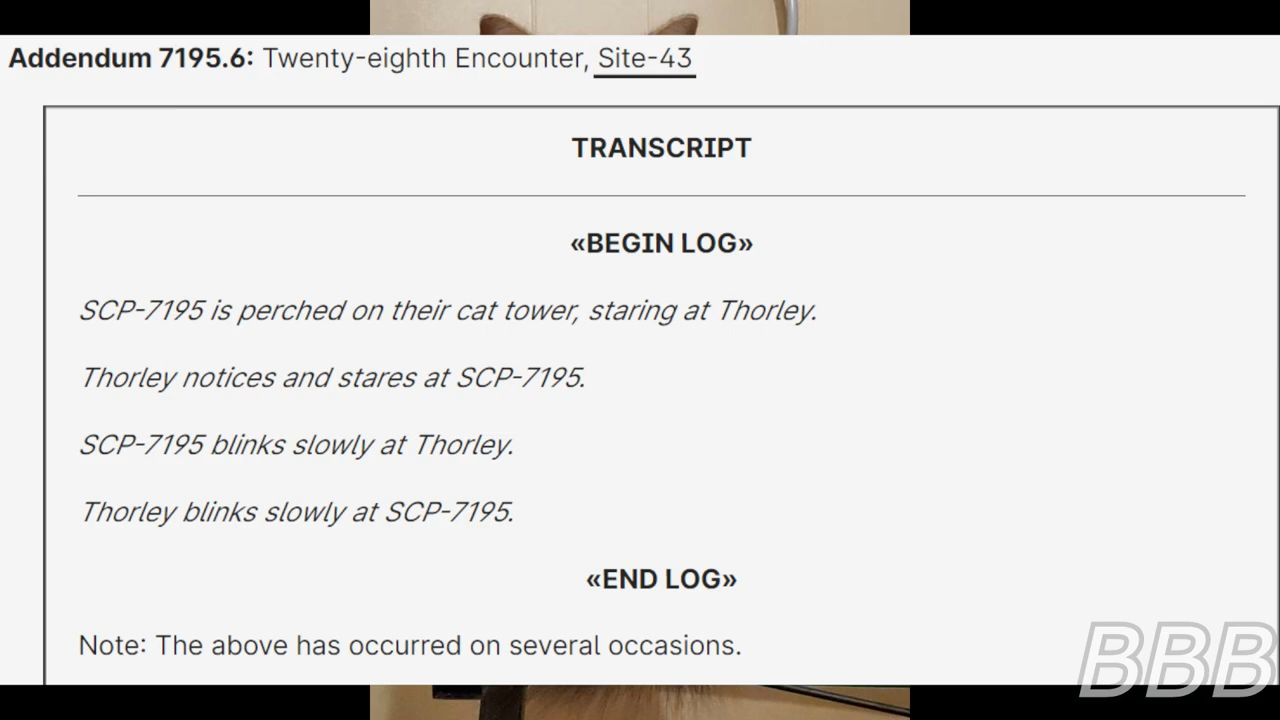 Addendum 7195.6: Twenty-eighth Encounter, Site-43
TRANSCRIPT
«BEGIN LOG»
SCP-7195 is perched on their cat tower, staring at Thorley.
Thorley notices and stares at SCP-7195.
SCP-7195 blinks slowly at Thorley.
Thorley blinks slowly at SCP-7195.
«END LOG»
Note: The above has occurred on several occasions.
BBB